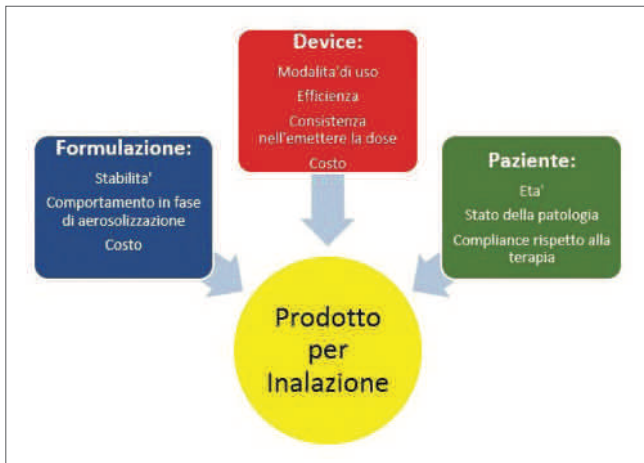 Device:
Modalita'di uso
Efficienza
Consistenza
nell'emettere la dose
Costo
Formulazione:
Stabilita'
Comportamento in fase
di aerosolizzazione
Costo
Paziente:
Eta'
Stato della patologia
Compliance rispetto alla
terapia
Prodotto
per
Inalazione